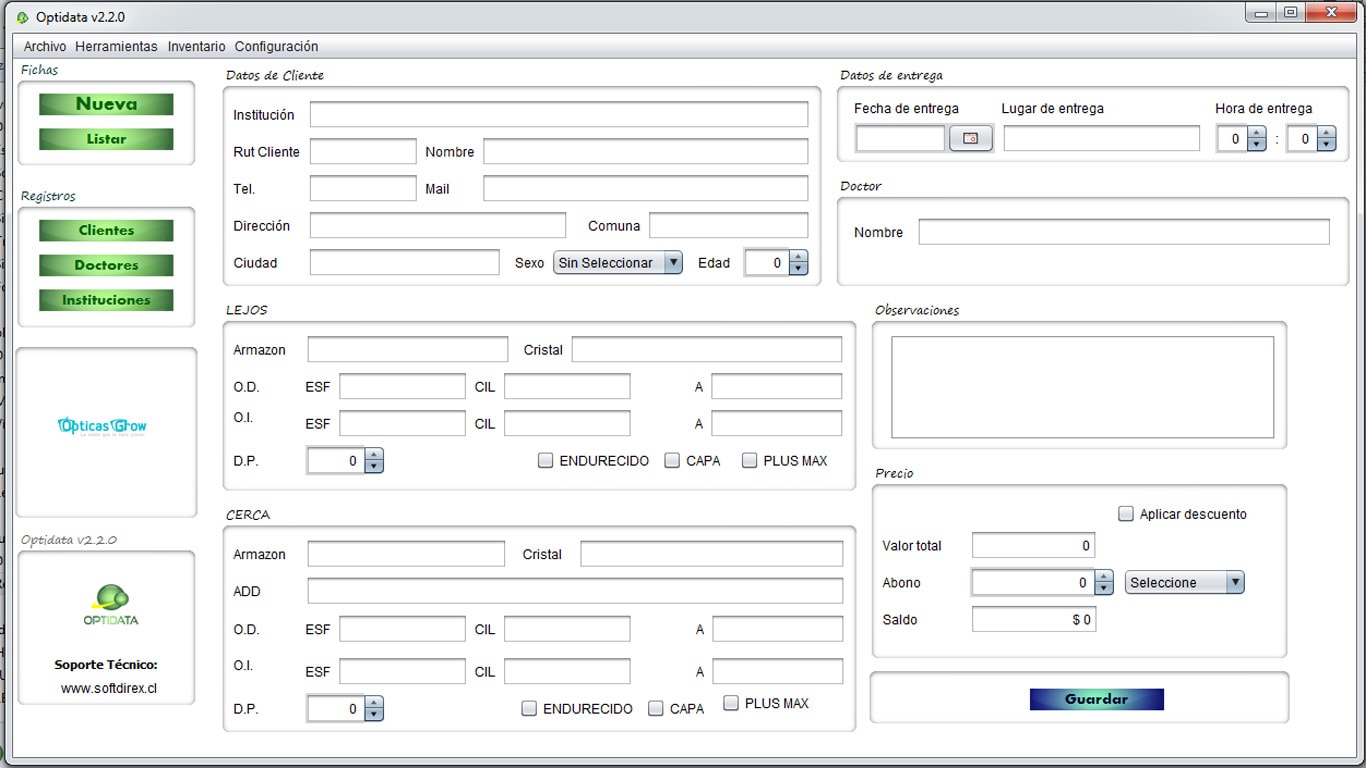 Optidata v2.2.0
Archivo Herramientas Inventario Configuración
Fichas
Nueva
Listar
Registros
Clientes
Doctores
Instituciones
Opticas Grow
Optidata v2.2.0
OPTIDATA
Soporte Técnico:
www.softdirex.cl
Datos de Cliente
Institución
Rut Cliente Nombre
Tel. Mail
Dirección Comuna
Ciudad Sexo Sin Seleccionar Edad 0
LEJOS
Armazon Cristal
O.D. ESF CIL A
O.I. ESF CIL A
D.P. 0 ENDURECIDO CAPA PLUS MAX
CERCA
Armazon Cristal
ADD
O.D. ESF CIL A
O.I. ESF CIL A
D.P. 0 ENDURECIDO CAPA PLUS MAX
Datos de entrega
Fecha de entrega Lugar de entrega Hora de entrega
0 : 0
Doctor
Nombre
Observaciones
Precio
Aplicar descuento
Valor total 0
Abono 0 Seleccione
Saldo $ 0
Guardar